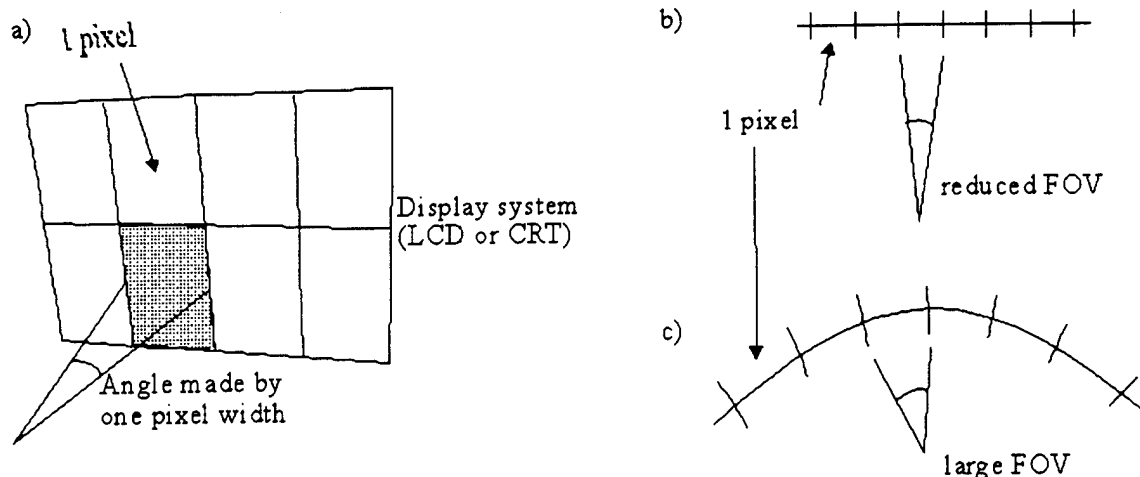 a)
1 pixel
Display system
(LCD or CRT)
Angle made by
one pixel width
b)
1 pixel
reduced FOV
c)
large FOV